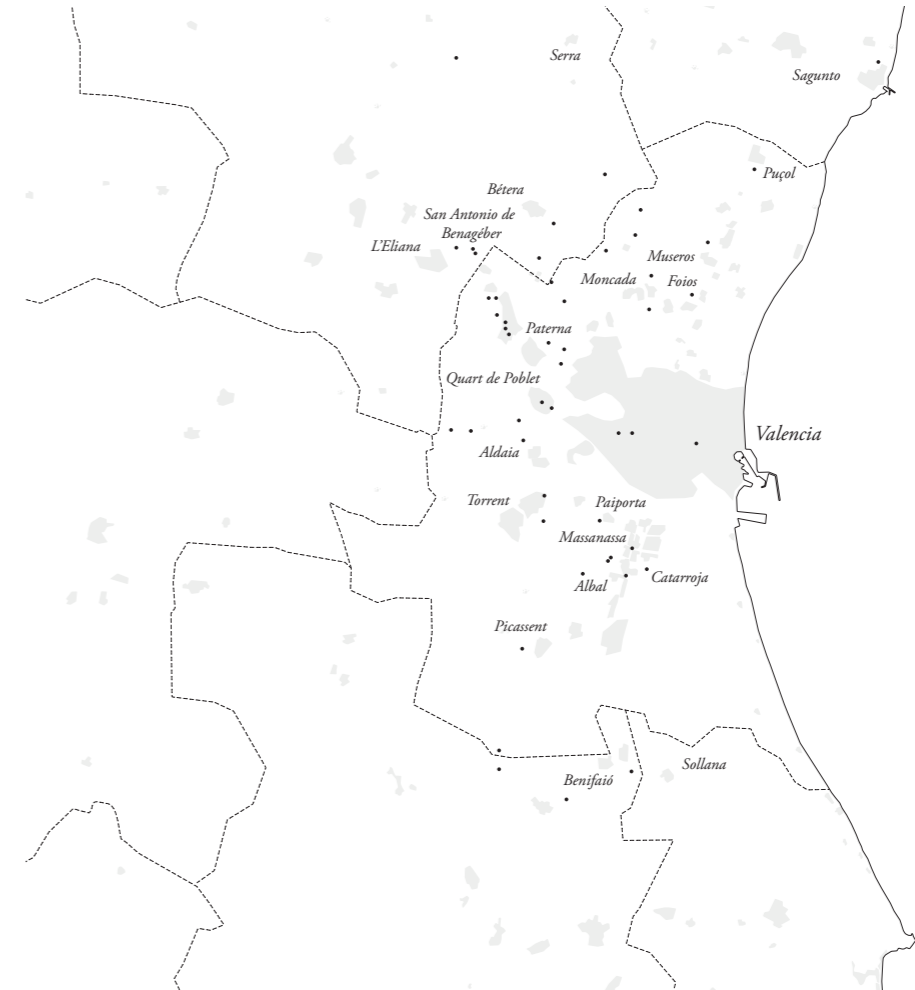 Serra
Sagunto
Puçol
Bétera
San Antonio de
Benagéber
L'Eliana
Museros
Moncada
Foios
Paterna
Quart de Poblet
Valencia
Aldaia
Torrent
Paiporta
Massanassa
Catarroja
Albal
Picassent
Sollana
Benifaió